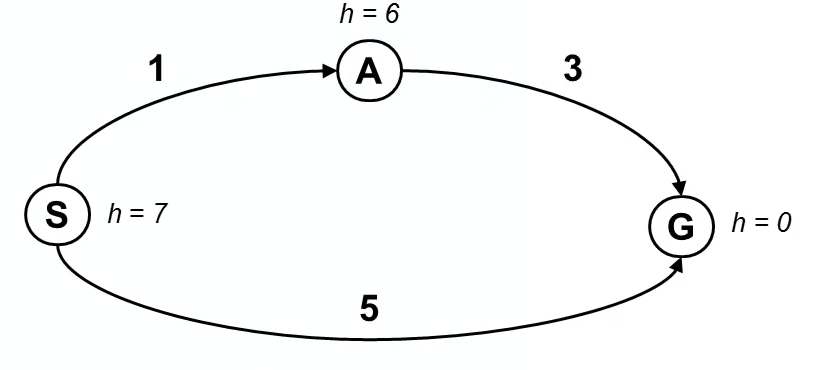 h = 6
1
A
3
S
h = 7
G
h = 0
5